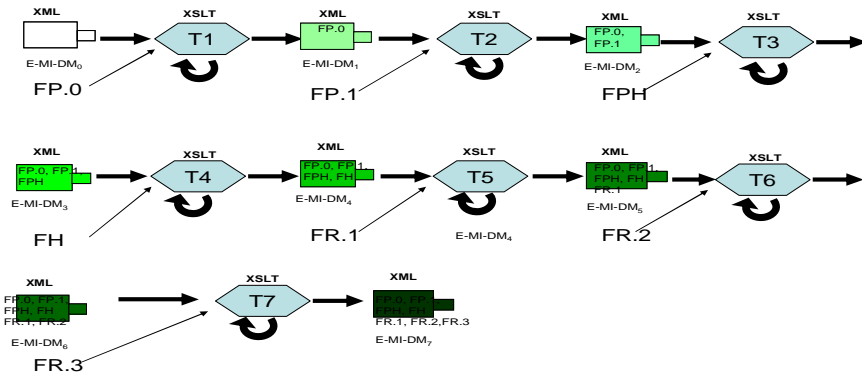 XML XSLT XML XSLT XML XSLT
T1 FP.0 T2 FP.0, FP.1 T3
E-MI-DM₀ E-MI-DM₁ E-MI-DM₂
FP.0 FP.1 FPH
XML XSLT XML XSLT XML XSLT
FP.0, FP.1, FPH T4 FP.0, FP.1, FPH, FH T5 FP.0, FP.1, FPH, FH FR.1 T6
E-MI-DM₃ E-MI-DM₄ E-MI-DM₄ E-MI-DM₅
FH FR.1 FR.2
XML XSLT XML
FP.0, FP.1, FPH, FH FR.1, FR.2 T7 FP.0, FP.1, FPH, FH FR.1, FR.2,FR.3
E-MI-DM₆ E-MI-DM₇
FR.3